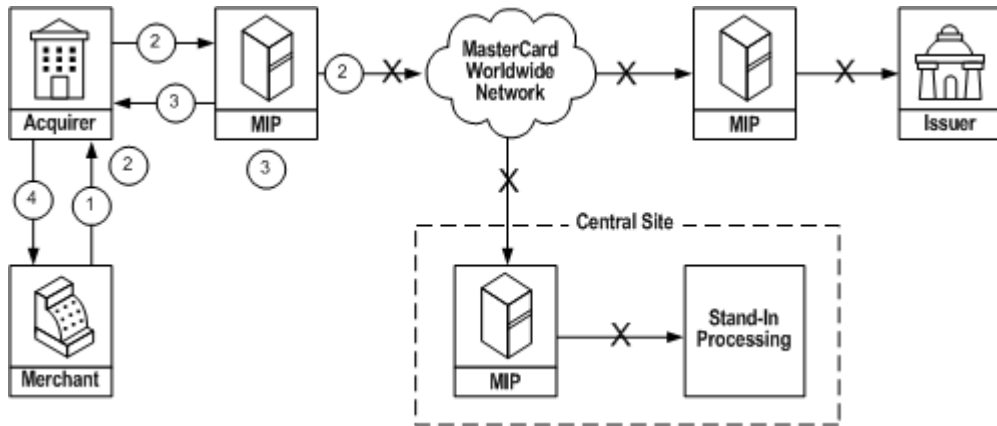 2
2
MasterCard
Worldwide
Network
X
X
X
3
Acquirer
MIP
MIP
Issuer
2
3
X
4
1
Central Site
Stand-In
Processing
X
Merchant
MIP